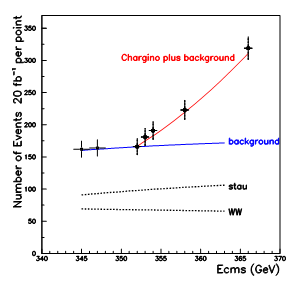 Number of Events 20 fb⁻¹ per point
350
300
250
200
150
100
50
0
Chargino plus background
background
stau
WW
340 345 350 355 360 365 370
Ecms (GeV)